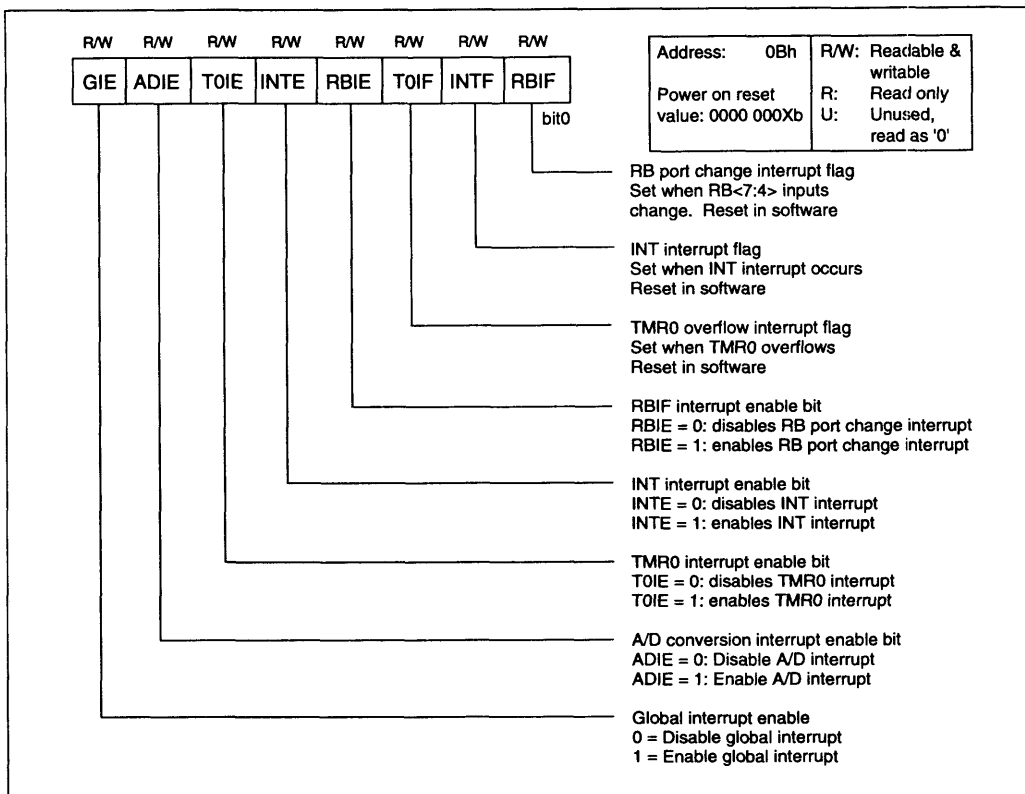 R/W R/W R/W R/W R/W R/W R/W R/W
GIE ADIE T0IE INTE RBIE T0IF INTF RBIF
bit0
Address: 0Bh
Power on reset
value: 0000 000Xb
R/W: Readable &
writable
R: Read only
U: Unused,
read as '0'
RB port change interrupt flag
Set when RB<7:4> inputs
change. Reset in software
INT interrupt flag
Set when INT interrupt occurs
Reset in software
TMR0 overflow interrupt flag
Set when TMR0 overflows
Reset in software
RBIF interrupt enable bit
RBIE = 0: disables RB port change interrupt
RBIE = 1: enables RB port change interrupt
INT interrupt enable bit
INTE = 0: disables INT interrupt
INTE = 1: enables INT interrupt
TMR0 interrupt enable bit
T0IE = 0: disables TMR0 interrupt
T0IE = 1: enables TMR0 interrupt
A/D conversion interrupt enable bit
ADIE = 0: Disable A/D interrupt
ADIE = 1: Enable A/D interrupt
Global interrupt enable
0 = Disable global interrupt
1 = Enable global interrupt